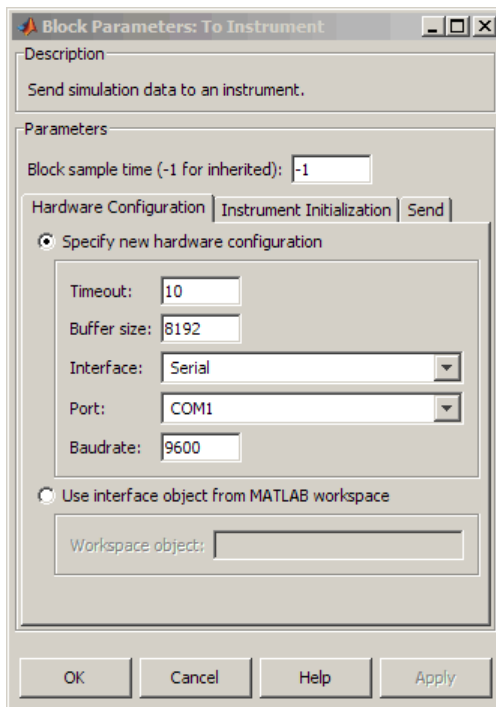 Block Parameters: To Instrument
Description
Send simulation data to an instrument.
Parameters
Block sample time (-1 for inherited): -1
Hardware Configuration Instrument Initialization Send
Specify new hardware configuration
Timeout: 10
Buffer size: 8192
Interface: Serial
Port: COM1
Baudrate: 9600
Use interface object from MATLAB workspace
Workspace object:
OK Cancel Help Apply